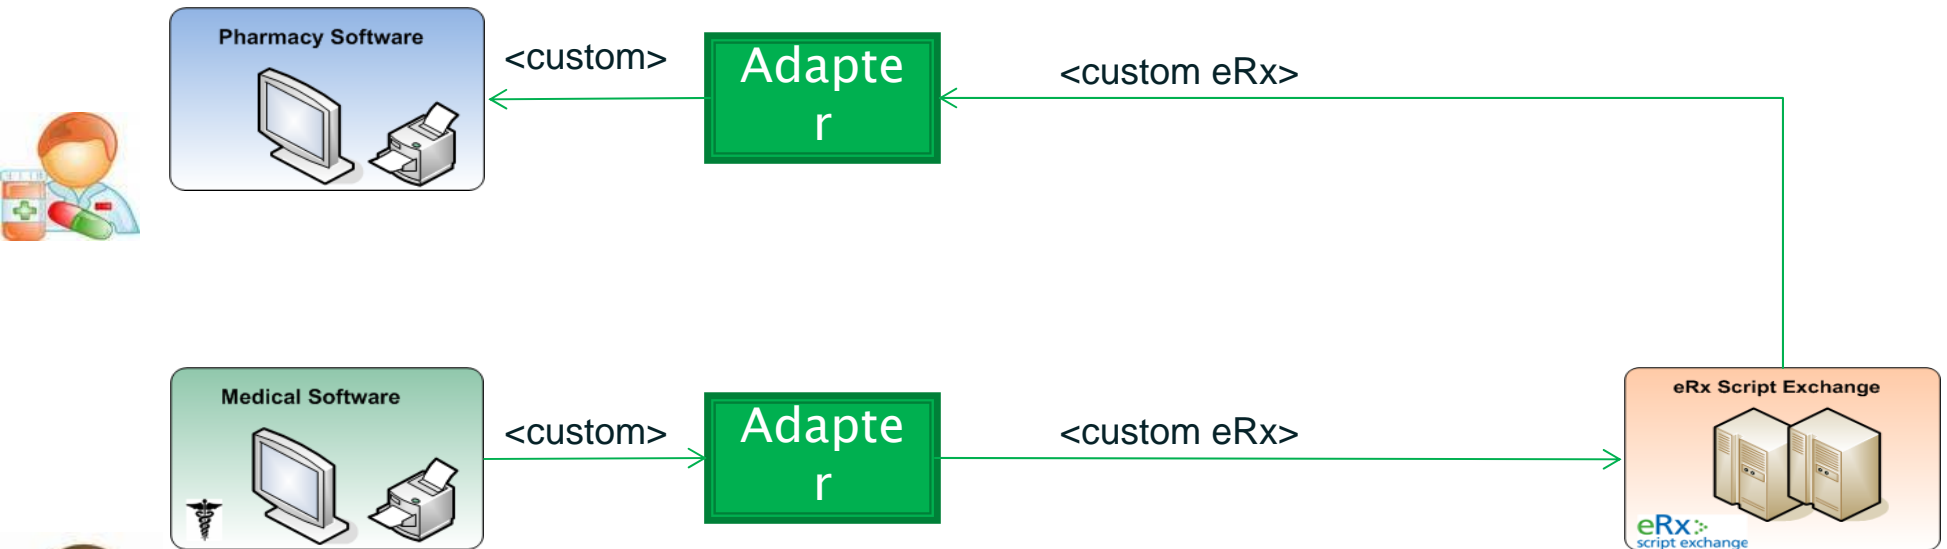 Pharmacy Software
<custom>
Adapte
r
<custom eRx>
Medical Software
<custom>
Adapte
r
<custom eRx>
eRx Script Exchange
eRx
script exchange